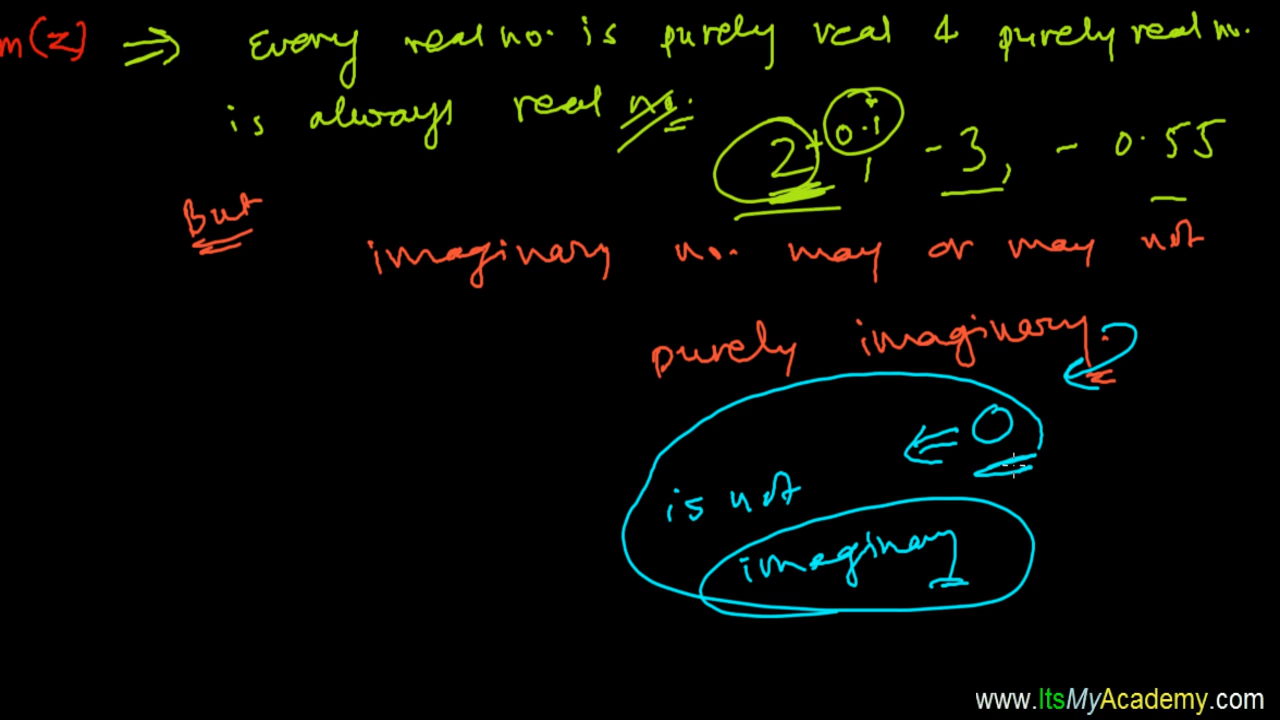 m(z) ⇒ Every real no. is purely real & purely real no.
is always real no.
2 + 0.i, -3, - 0.55
But
imaginary no. may or may not
purely imaginary.
0
is not
imaginary
www.ItsMyAcademy.com